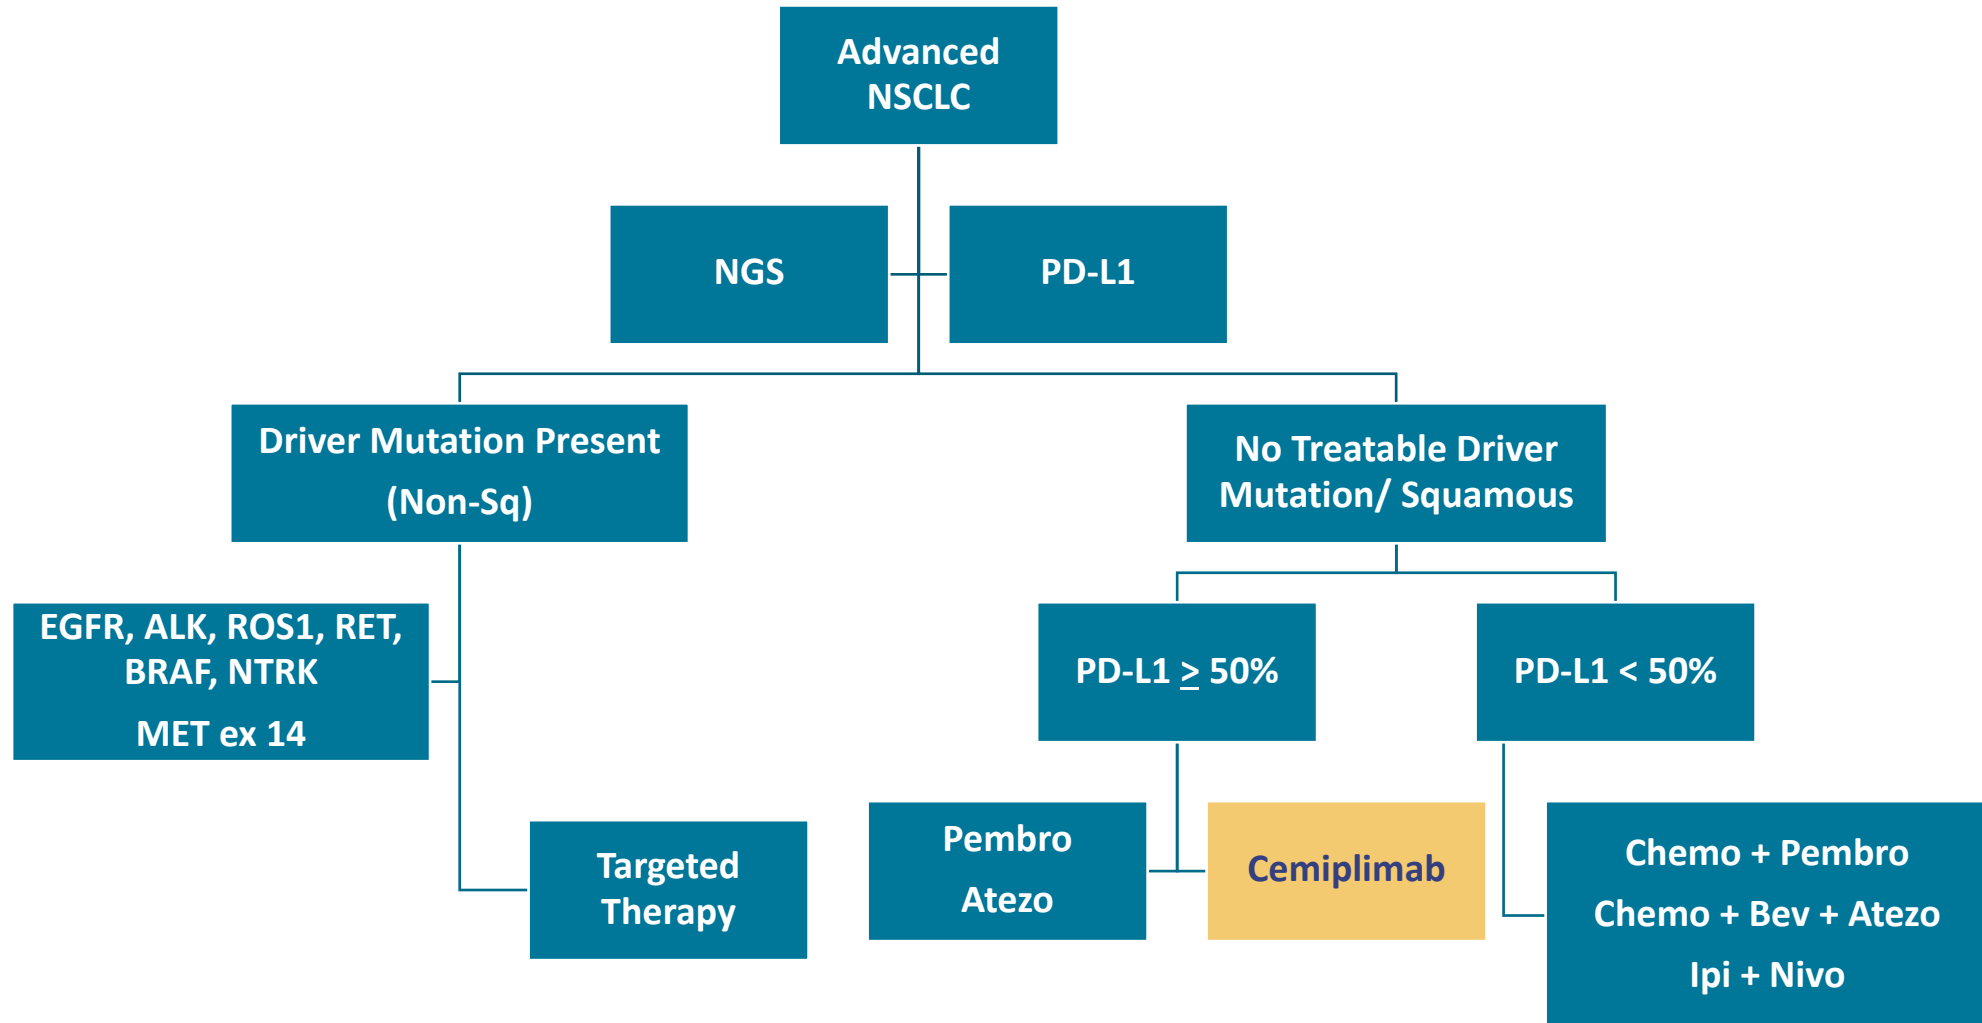 Advanced
NSCLC
NGS
PD-L1
Driver Mutation Present
(Non-Sq)
No Treatable Driver
Mutation/ Squamous
EGFR, ALK, ROS1, RET,
BRAF, NTRK
MET ex 14
PD-L1 ≥ 50%
PD-L1 < 50%
Targeted
Therapy
Pembro
Atezo
Cemiplimab
Chemo + Pembro
Chemo + Bev + Atezo
Ipi + Nivo